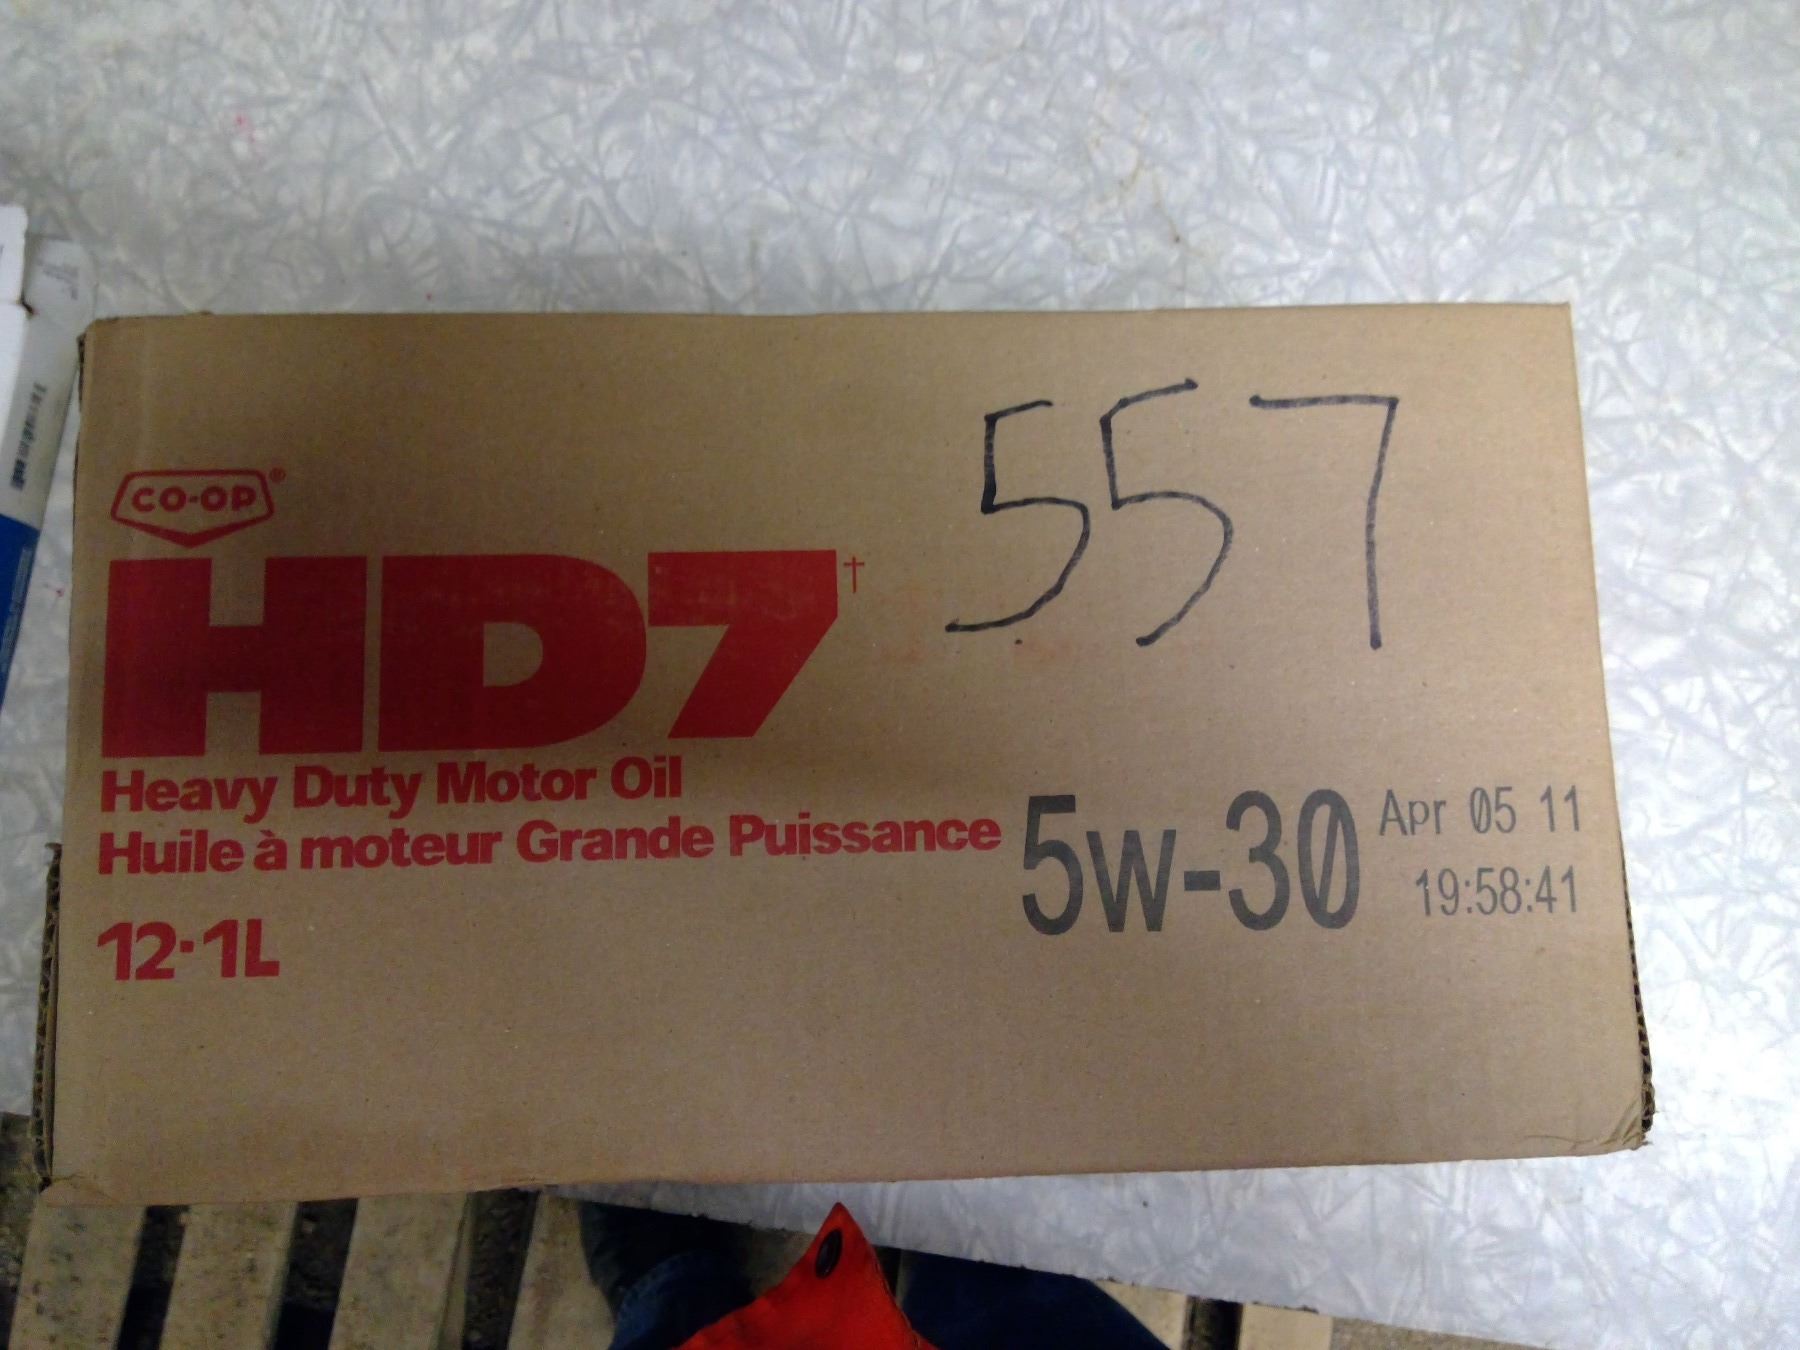 557
CO-OP®
HD7†
Heavy Duty Motor Oil
Huile à moteur Grande Puissance
12·1L
5w-30
Apr 05 11
19:58:41